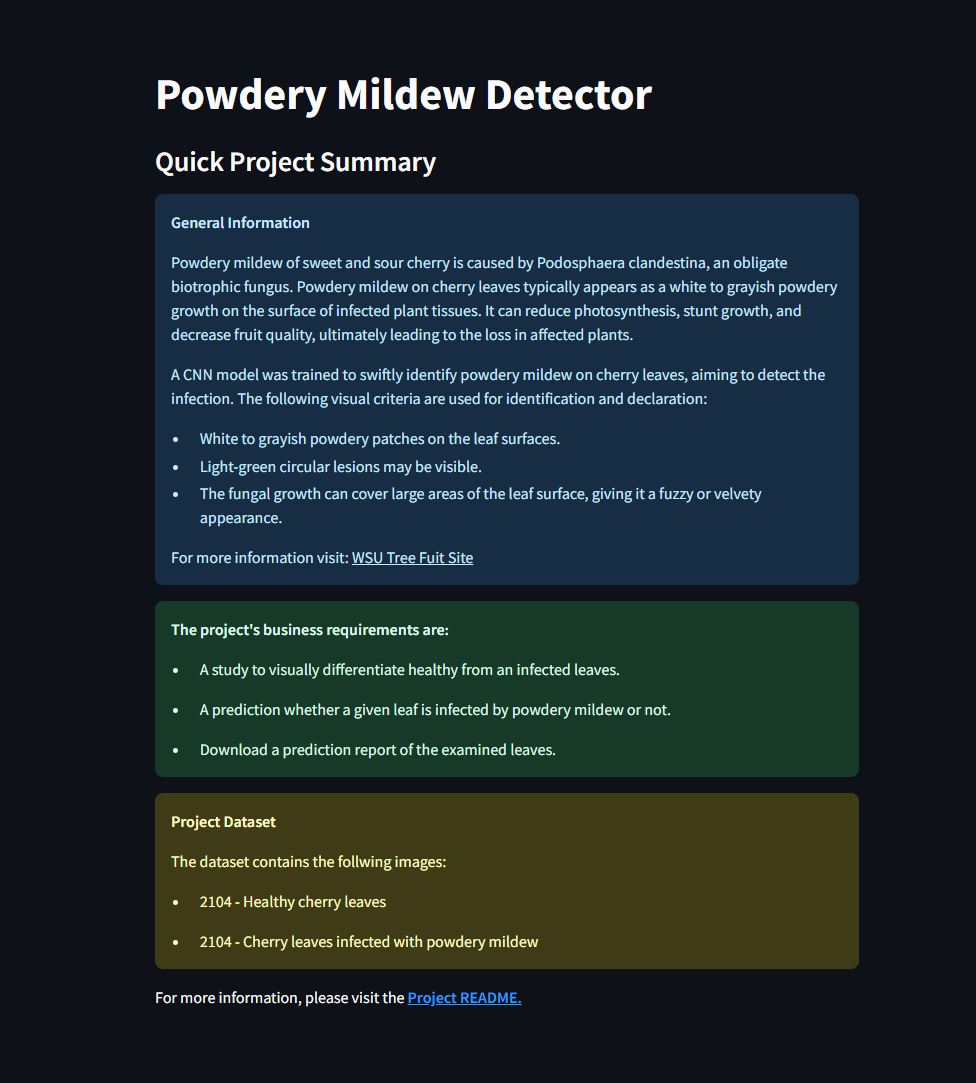 Powdery Mildew Detector
Quick Project Summary
General Information
Powdery mildew of sweet and sour cherry is caused by Podosphaera clandestina, an obligate
biotrophic fungus. Powdery mildew on cherry leaves typically appears as a white to grayish powdery
growth on the surface of infected plant tissues. It can reduce photosynthesis, stunt growth, and
decrease fruit quality, ultimately leading to the loss in affected plants.
A CNN model was trained to swiftly identify powdery mildew on cherry leaves, aiming to detect the
infection. The following visual criteria are used for identification and declaration:
• White to grayish powdery patches on the leaf surfaces.
• Light-green circular lesions may be visible.
• The fungal growth can cover large areas of the leaf surface, giving it a fuzzy or velvety
appearance.
For more information visit: WSU Tree Fuit Site
The project's business requirements are:
• A study to visually differentiate healthy from an infected leaves.
• A prediction whether a given leaf is infected by powdery mildew or not.
• Download a prediction report of the examined leaves.
Project Dataset
The dataset contains the follwing images:
• 2104 - Healthy cherry leaves
• 2104 - Cherry leaves infected with powdery mildew
For more information, please visit the Project README.